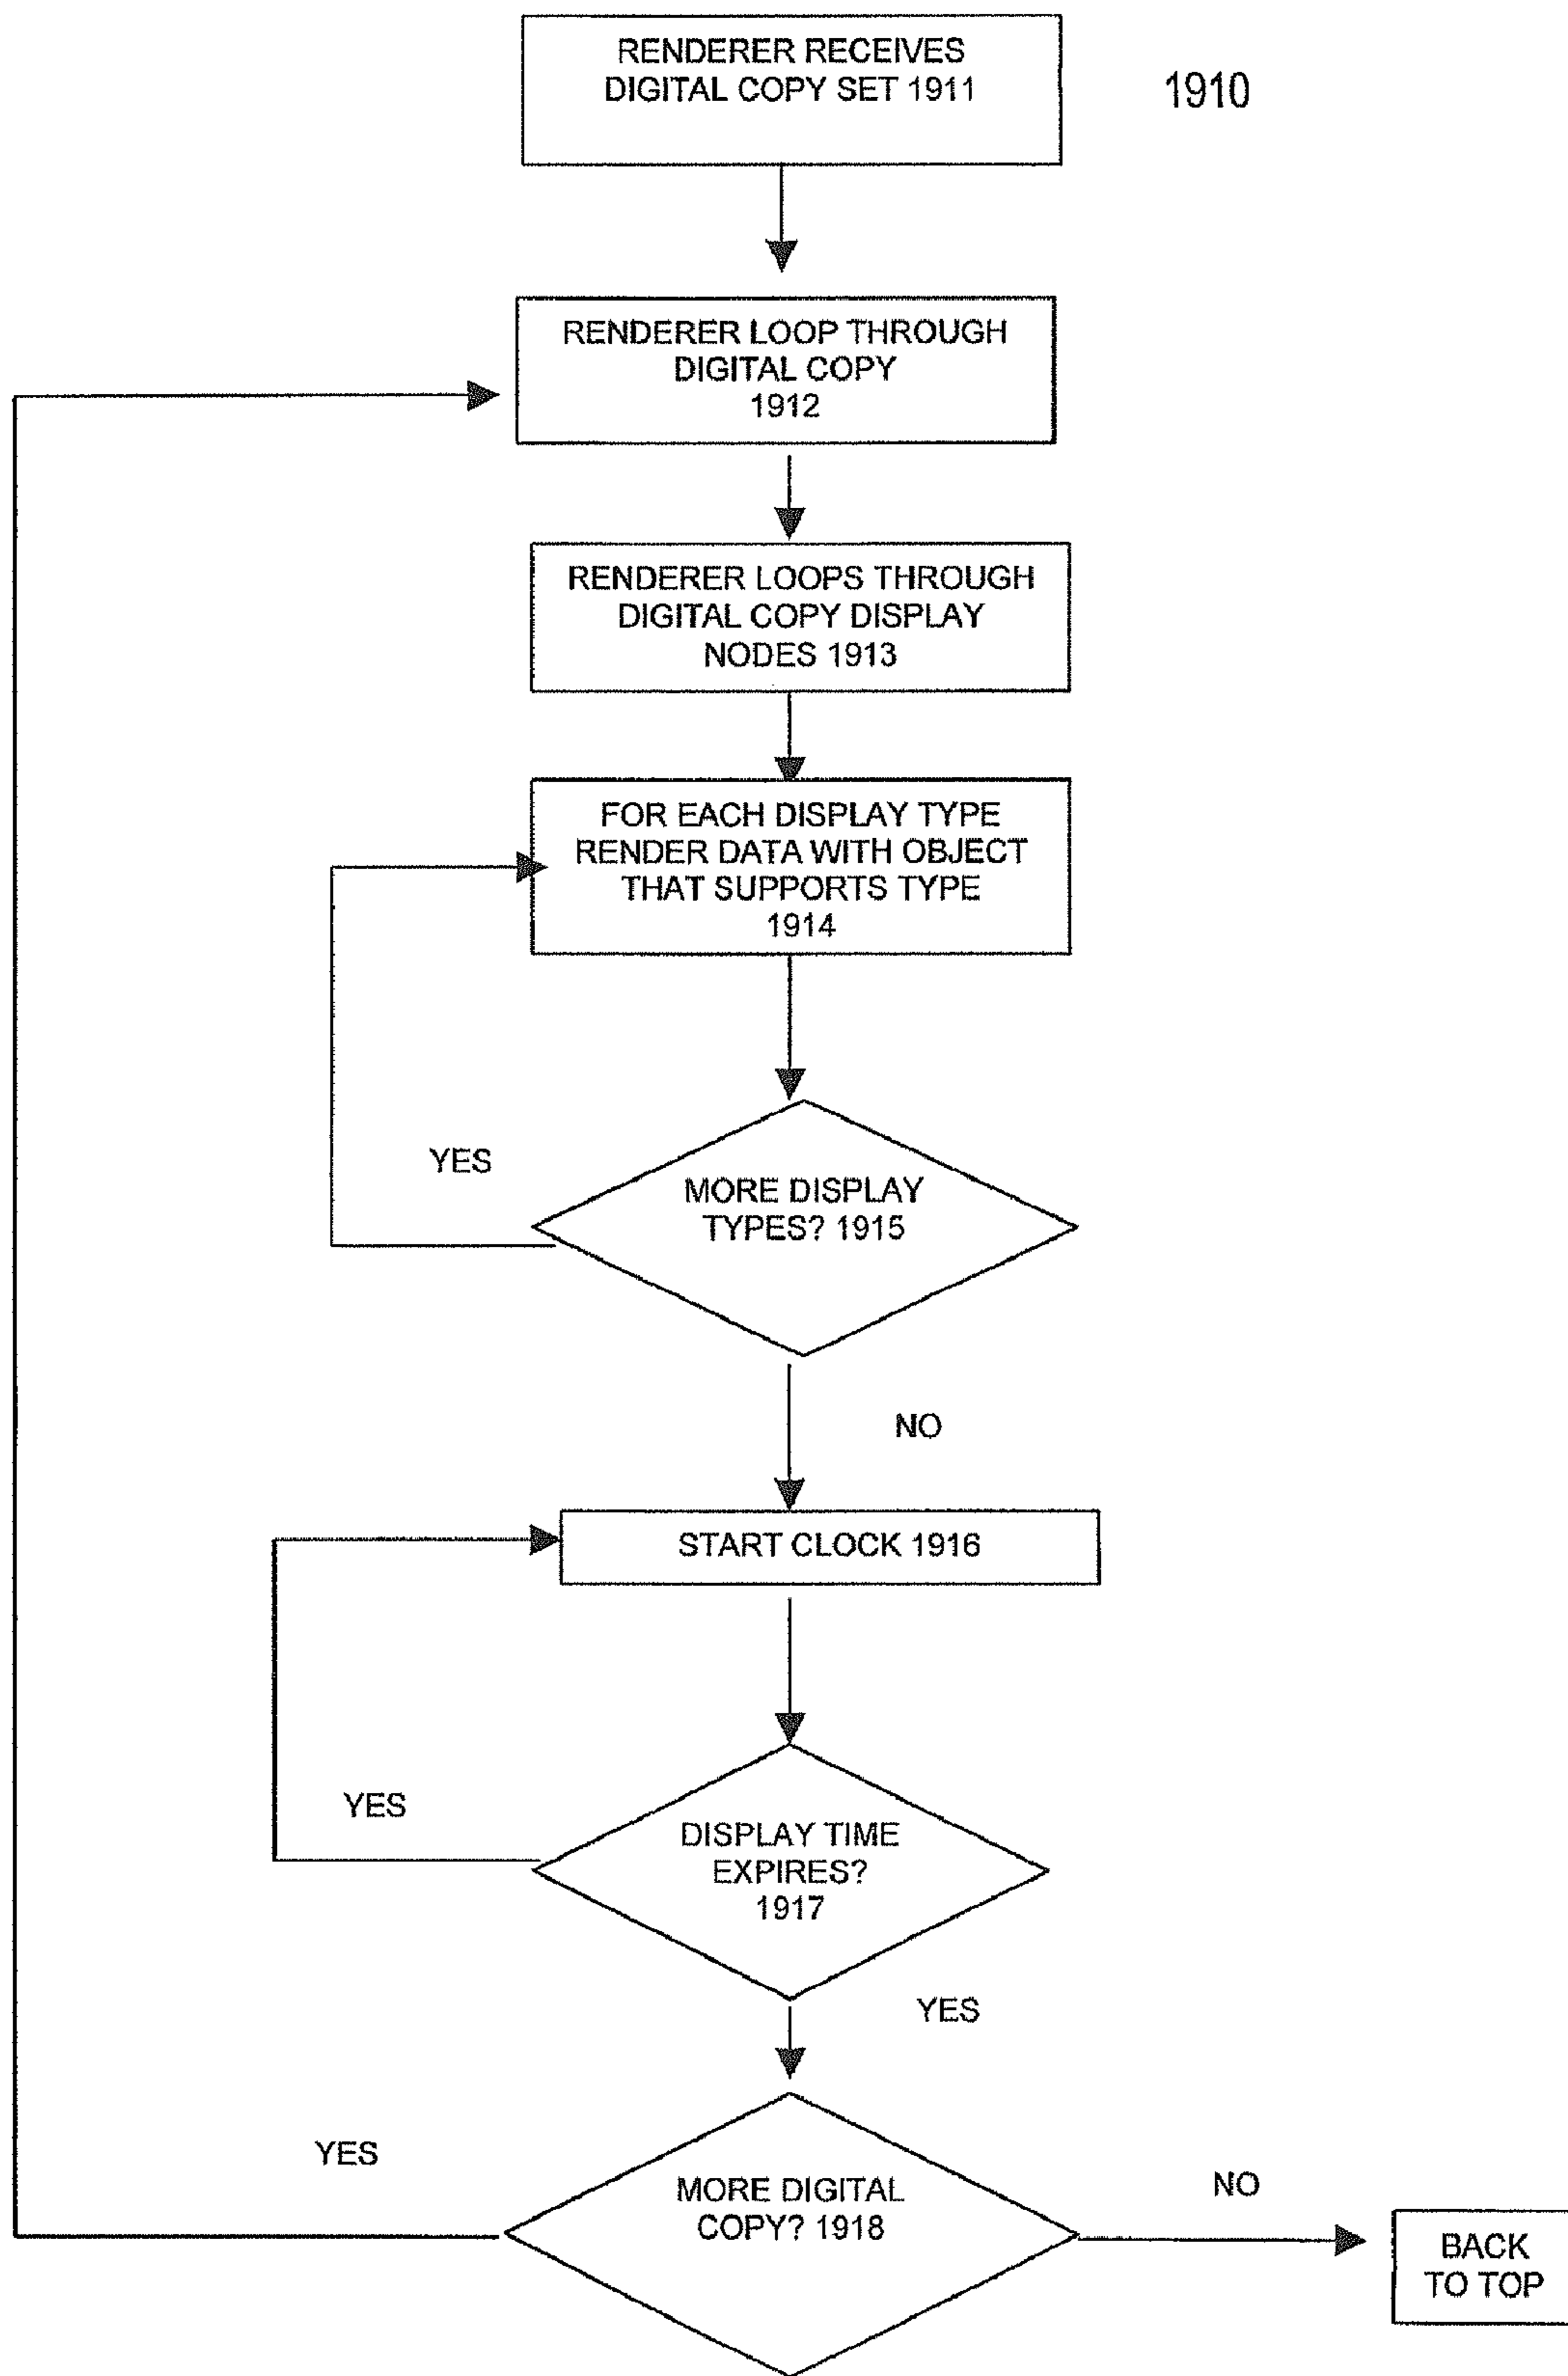 RENDERER RECEIVES
DIGITAL COPY SET 1911
1910
RENDERER LOOP THROUGH
DIGITAL COPY
1912
RENDERER LOOPS THROUGH
DIGITAL COPY DISPLAY
NODES 1913
FOR EACH DISPLAY TYPE
RENDER DATA WITH OBJECT
THAT SUPPORTS TYPE
1914
YES
MORE DISPLAY
TYPES? 1915
NO
START CLOCK 1916
YES
DISPLAY TIME
EXPIRES?
1917
YES
YES
MORE DIGITAL
COPY? 1918
NO
BACK
TO TOP